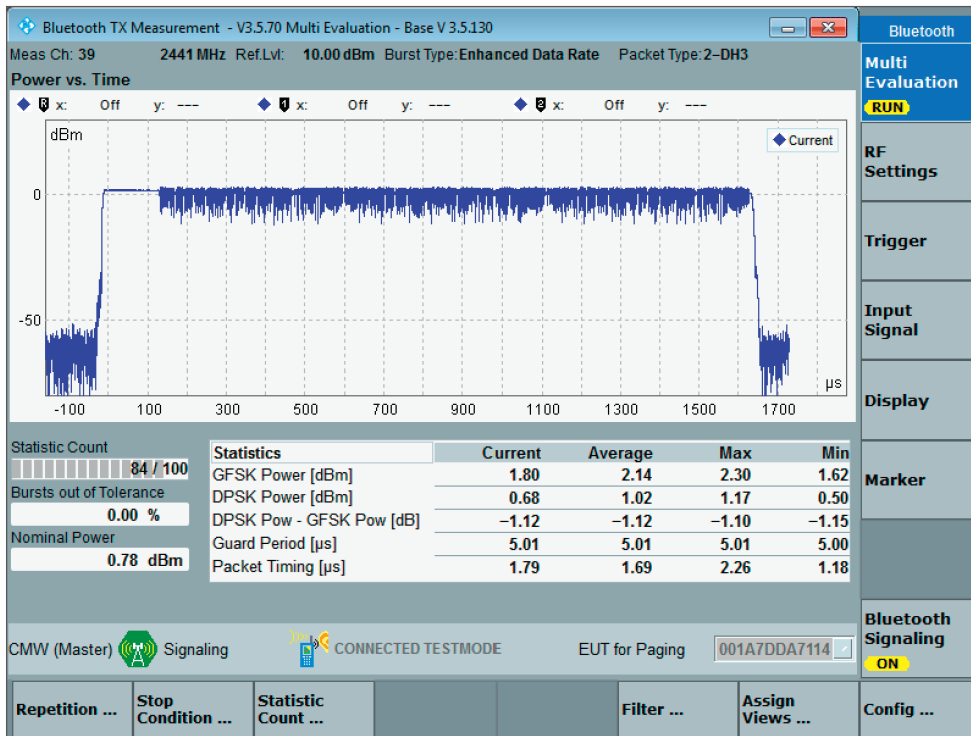 Bluetooth TX Measurement - V3.5.70 Multi Evaluation - Base V 3.5.130
Bluetooth
Meas Ch: 39 2441 MHz Ref.Lvl: 10.00 dBm Burst Type:Enhanced Data Rate Packet Type:2-DH3
Power vs. Time
R x: Off y: --- 1 x: Off y: --- 2 x: Off y: ---
dBm
Current
0
-50
µs
-100 100 300 500 700 900 1100 1300 1500 1700
Statistic Count
84 / 100
Bursts out of Tolerance
0.00 %
Nominal Power
0.78 dBm
Statistics Current Average Max Min
GFSK Power [dBm] 1.80 2.14 2.30 1.62
DPSK Power [dBm] 0.68 1.02 1.17 0.50
DPSK Pow - GFSK Pow [dB] −1.12 −1.12 −1.10 −1.15
Guard Period [µs] 5.01 5.01 5.01 5.00
Packet Timing [µs] 1.79 1.69 2.26 1.18
CMW (Master) Signaling CONNECTED TESTMODE EUT for Paging 001A7DDA7114
Multi
Evaluation
RUN
RF
Settings
Trigger
Input
Signal
Display
Marker
Bluetooth
Signaling
ON
Repetition ...
Stop
Condition ...
Statistic
Count ...
Filter ...
Assign
Views ...
Config ...